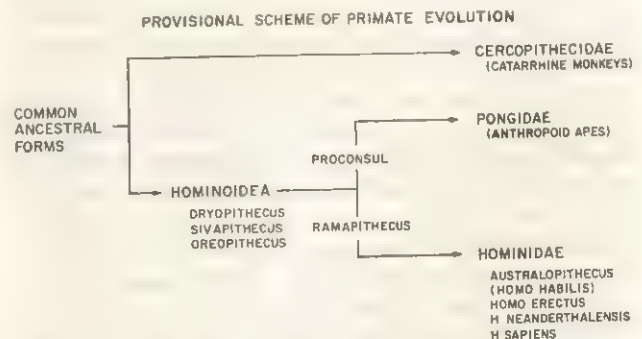 PROVISIONAL SCHEME OF PRIMATE EVOLUTION
CERCOPITHECIDAE
(CATARRHINE MONKEYS)
COMMON
ANCESTRAL
FORMS
PONGIDAE
(ANTHROPOID APES)
PROCONSUL
HOMINOIDEA
DRYOPITHECUS
SIVAPITHECUS
OREOPITHECUS
RAMAPITHECUS
HOMINIDAE
AUSTRALOPITHECUS
(HOMO HABILIS)
HOMO ERECTUS
H NEANDERTHALENSIS
H SAPIENS